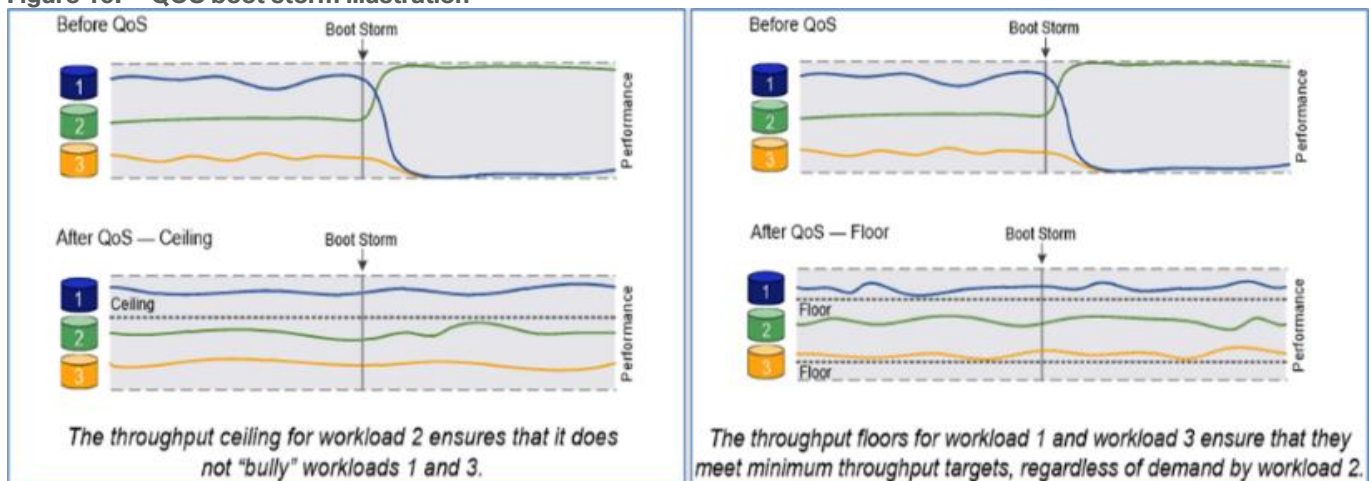 Before QoS
Boot Storm
1
2
3
Performance
After QoS — Ceiling
Boot Storm
1
Ceiling
2
3
Performance
The throughput ceiling for workload 2 ensures that it does
not “bully” workloads 1 and 3.
Before QoS
Boot Storm
1
2
3
Performance
After QoS — Floor
Boot Storm
1
Floor
2
3
Floor
Performance
The throughput floors for workload 1 and workload 3 ensure that they
meet minimum throughput targets, regardless of demand by workload 2.